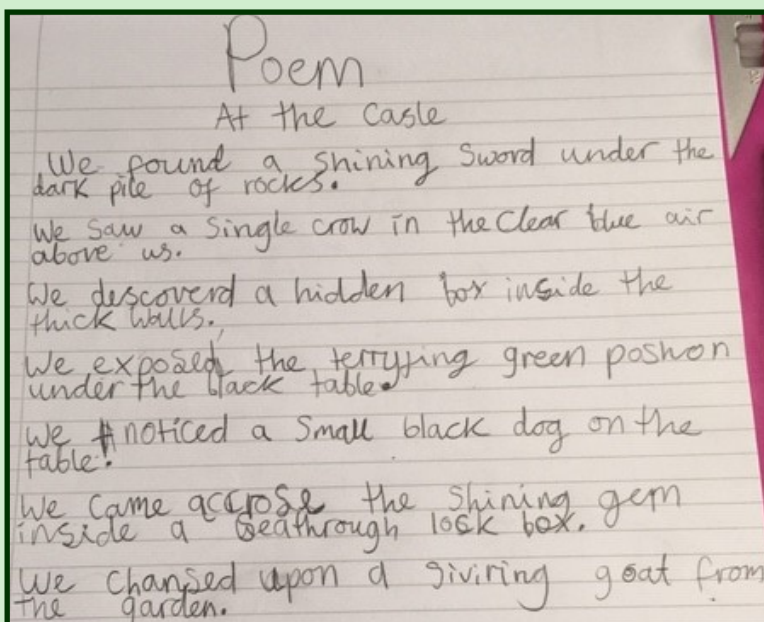 Poem
At the Casle
We found a shining sword under the
dark pile of rocks.
We saw a single crow in the clear blue air
above us.
We descoverd a hidden box inside the
thick walls.
We exposed the terryfing green poshon
under the black table.
We noticed a small black dog on the
table.
We came accrose the shining gem
inside a seathrough lock box.
We chansed upon a giviring goat from
the garden.